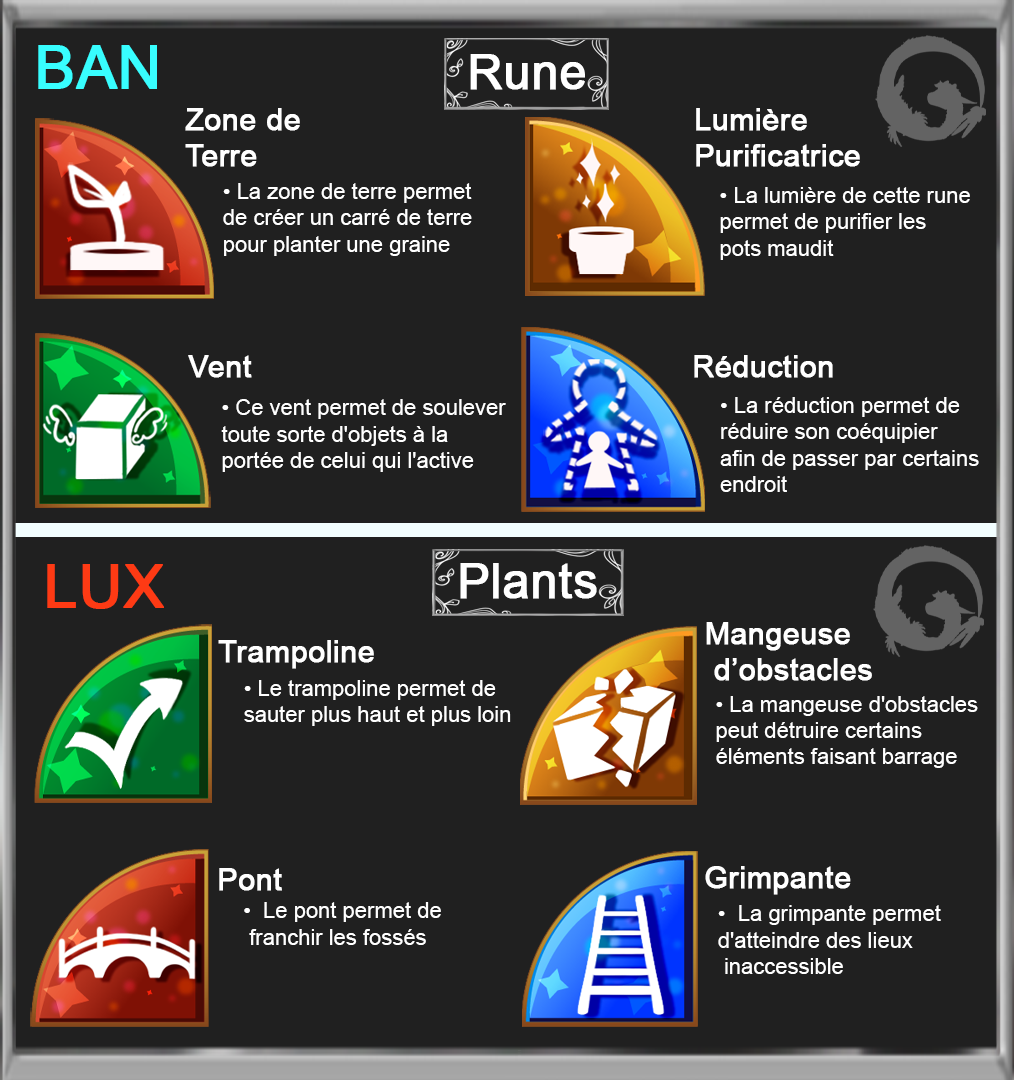 BAN
Rune
Zone de
Terre
• La zone de terre permet
de créer un carré de terre
pour planter une graine
Lumière
Purificatrice
• La lumière de cette rune
permet de purifier les
pots maudit
Vent
• Ce vent permet de soulever
toute sorte d'objets à la
portée de celui qui l'active
Réduction
• La réduction permet de
réduire son coéquipier
afin de passer par certains
endroit
LUX
Plants
Trampoline
• Le trampoline permet de
sauter plus haut et plus loin
Mangeuse
d’obstacles
• La mangeuse d'obstacles
peut détruire certains
éléments faisant barrage
Pont
• Le pont permet de
franchir les fossés
Grimpante
• La grimpante permet
d'atteindre des lieux
inaccessible